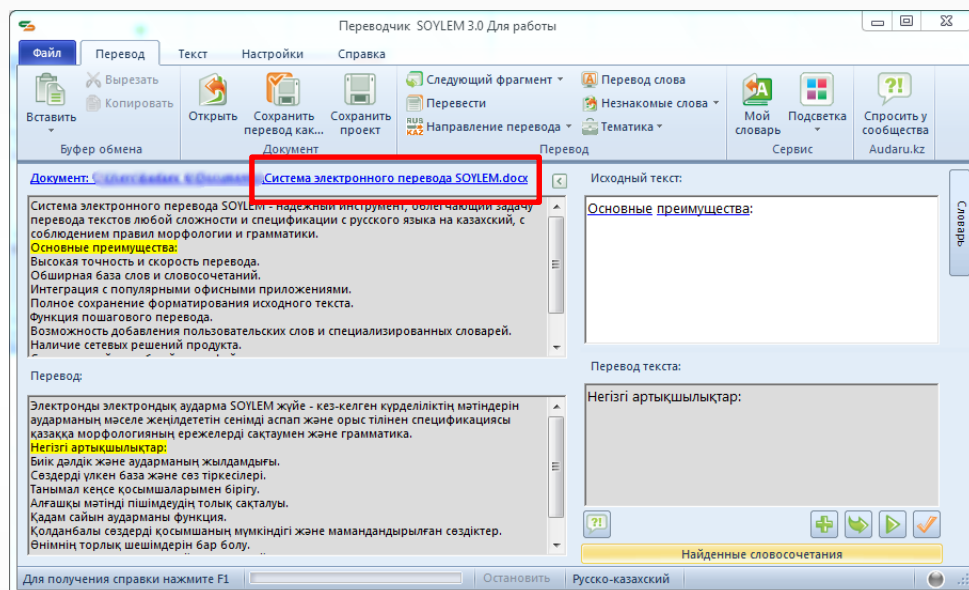 Переводчик SOYLEM 3.0 Для работы
Файл Перевод Текст Настройки Справка
Вставить
Вырезать
Копировать
Буфер обмена
Открыть
Сохранить перевод как...
Сохранить проект
Документ
Следующий фрагмент
Перевести
RUS KAZ Направление перевода
Перевод слова
Незнакомые слова
Тематика
Перевод
Мой словарь
Подсветка
Сервис
Спросить у сообщества
Audaru.kz
Документ: Система электронного перевода SOYLEM.docx
Система электронного перевода SOYLEM - надежный инструмент, облегчающий задачу
перевода текстов любой сложности и спецификации с русского языка на казахский, с
соблюдением правил морфологии и грамматики.
Основные преимущества:
Высокая точность и скорость перевода.
Обширная база слов и словосочетаний.
Интеграция с популярными офисными приложениями.
Полное сохранение форматирования исходного текста.
Функция пошагового перевода.
Возможность добавления пользовательских слов и специализированных словарей.
Наличие сетевых решений продукта.
Перевод:
Электронды электрондық аударма SOYLEM жүйе - кез-келген күрделіліктің мәтіндерін
аударманың мәселе жеңілдететін сенімді аспап және орыс тілінен спецификациясы
қазаққа морфологияның ережелерді сақтаумен және грамматика.
Негізгі артықшылықтар:
Биік дәлдік және аударманың жылдамдығы.
Сөздерді үлкен база және сөз тіркесілері.
Танымал кеңсе қосымшаларымен бірігу.
Алғашқы мәтінді пішімдеудің толық сақталуы.
Қадам сайын аударманы функция.
Қолданбалы сөздерді қосымшаның мүмкіндігі және мамандандырылған сөздіктер.
Өнімнің торлық шешімдерін бар болу.
Исходный текст:
Основные преимущества:
Словарь
Перевод текста:
Негізгі артықшылықтар:
Найденные словосочетания
Для получения справки нажмите F1
Остановить
Русско-казахский